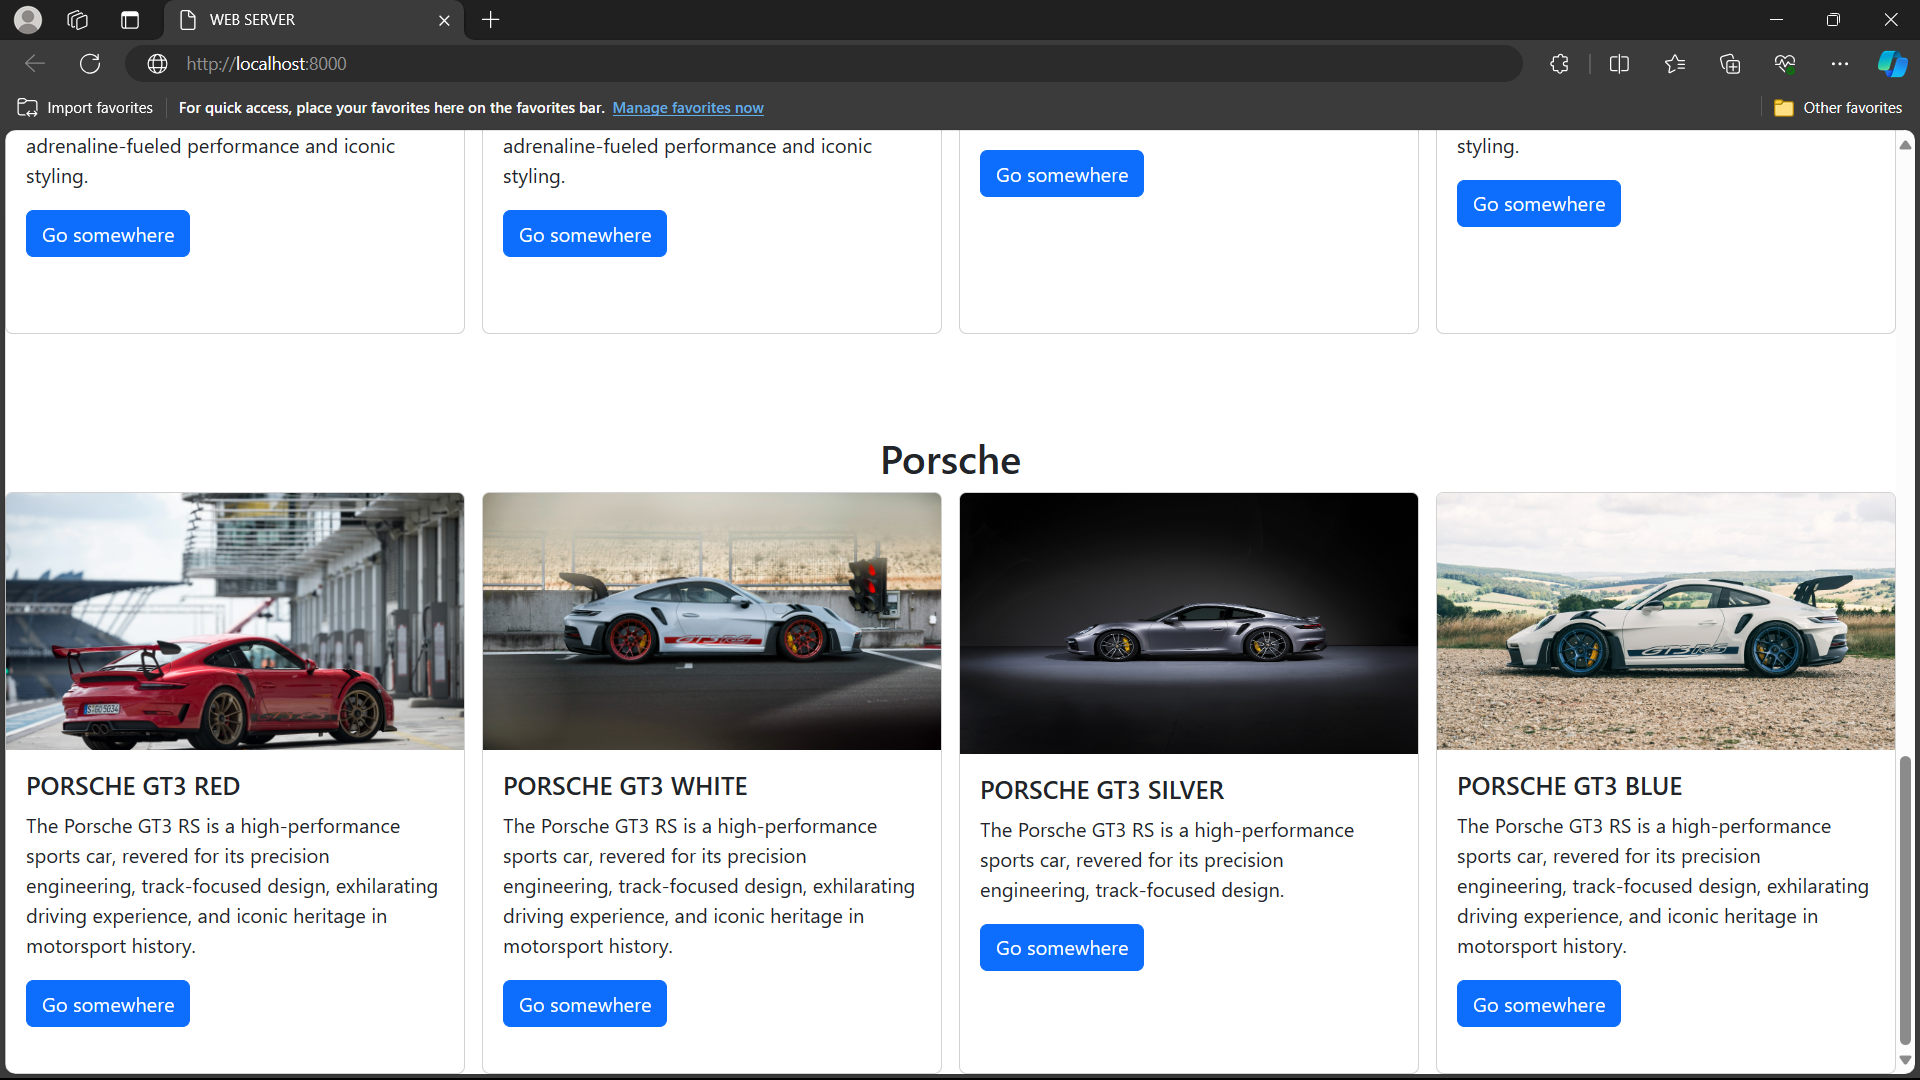 WEB SERVER
http://localhost:8000
Import favorites
For quick access, place your favorites here on the favorites bar. Manage favorites now
Other favorites
adrenaline-fueled performance and iconic
styling.
Go somewhere
adrenaline-fueled performance and iconic
styling.
Go somewhere
Go somewhere
styling.
Go somewhere
Porsche
S·GO 5034
GT3 RS
GT3 RS
PORSCHE GT3 RED
The Porsche GT3 RS is a high-performance
sports car, revered for its precision
engineering, track-focused design, exhilarating
driving experience, and iconic heritage in
motorsport history.
Go somewhere
PORSCHE GT3 WHITE
The Porsche GT3 RS is a high-performance
sports car, revered for its precision
engineering, track-focused design, exhilarating
driving experience, and iconic heritage in
motorsport history.
Go somewhere
PORSCHE GT3 SILVER
The Porsche GT3 RS is a high-performance
sports car, revered for its precision
engineering, track-focused design.
Go somewhere
PORSCHE GT3 BLUE
The Porsche GT3 RS is a high-performance
sports car, revered for its precision
engineering, track-focused design, exhilarating
driving experience, and iconic heritage in
motorsport history.
Go somewhere